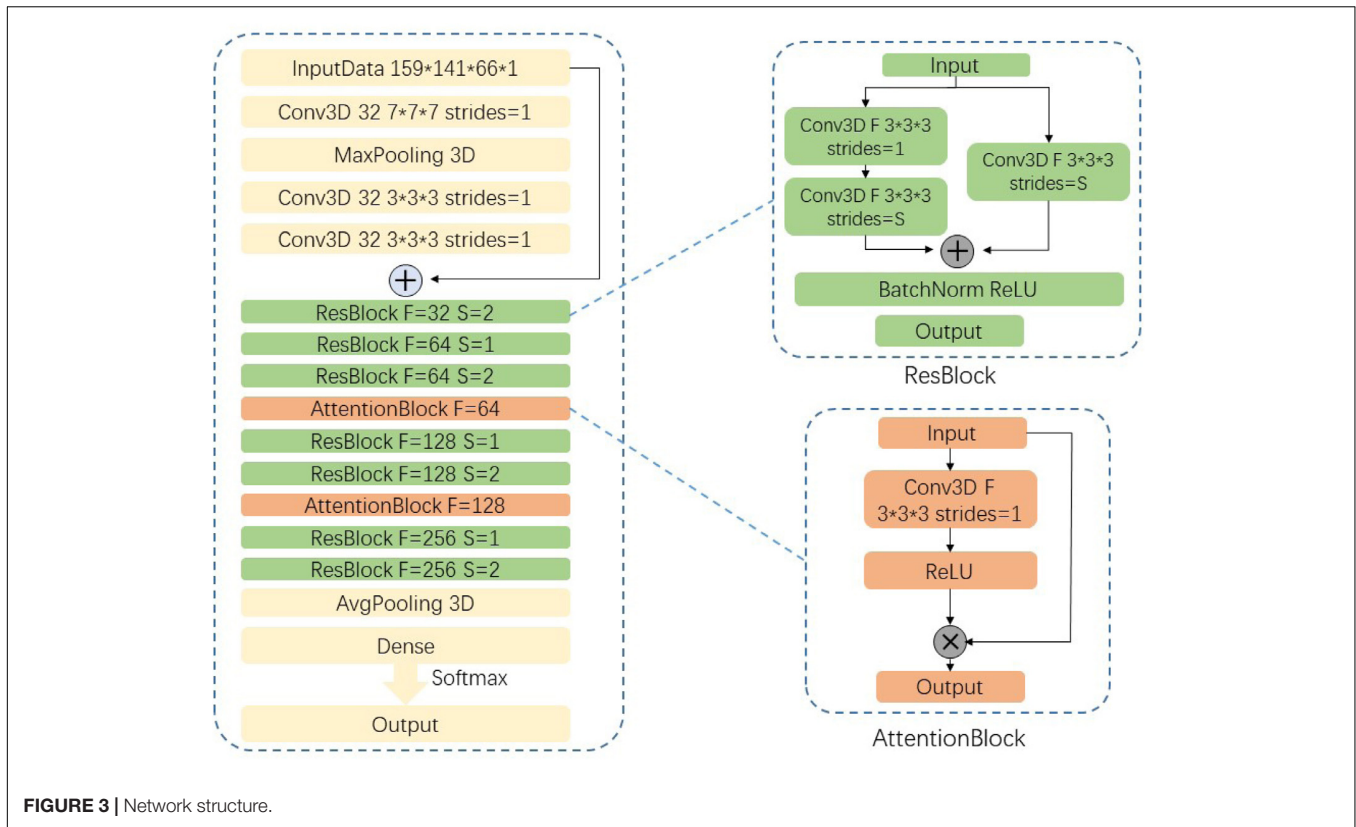 InputData 159*141*66*1
Conv3D 32 7*7*7 strides=1
MaxPooling 3D
Conv3D 32 3*3*3 strides=1
Conv3D 32 3*3*3 strides=1
ResBlock F=32 S=2
ResBlock F=64 S=1
ResBlock F=64 S=2
AttentionBlock F=64
ResBlock F=128 S=1
ResBlock F=128 S=2
AttentionBlock F=128
ResBlock F=256 S=1
ResBlock F=256 S=2
AvgPooling 3D
Dense
Softmax
Output
Input
Conv3D F 3*3*3
strides=1
Conv3D F 3*3*3
strides=S
Conv3D F 3*3*3
strides=S
BatchNorm ReLU
Output
ResBlock
Input
Conv3D F
3*3*3 strides=1
ReLU
Output
AttentionBlock
FIGURE 3 | Network structure.